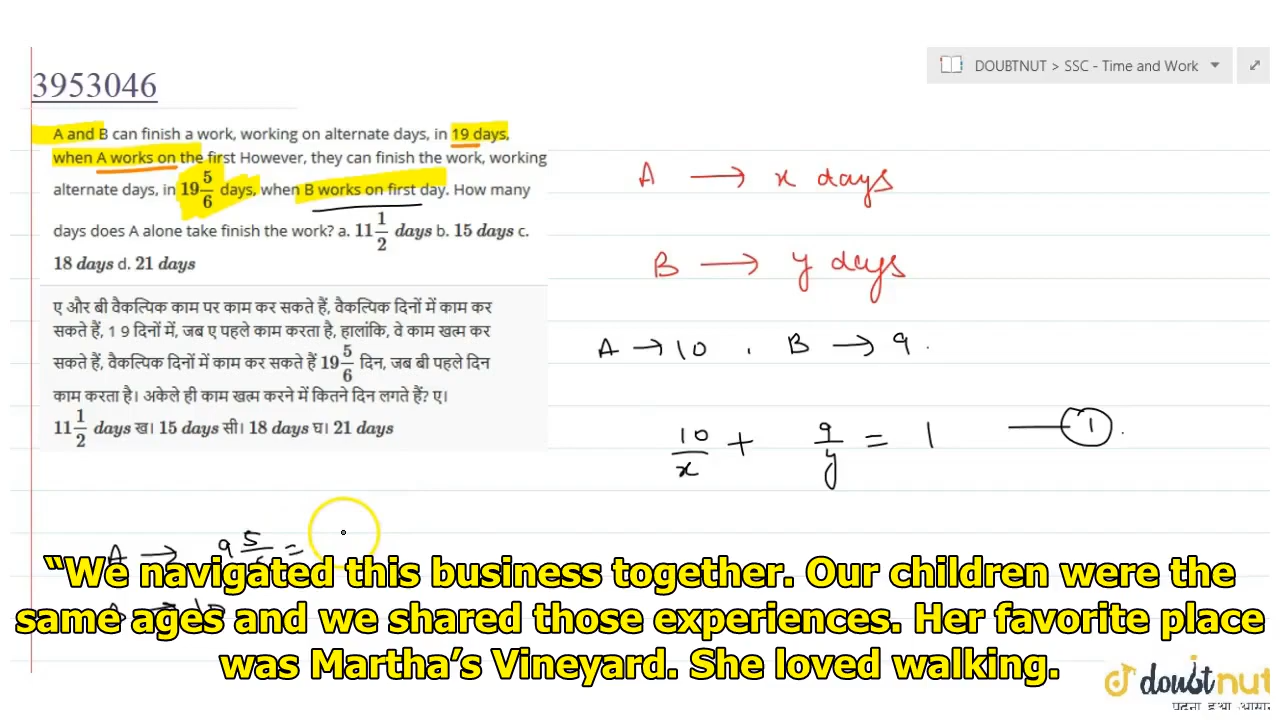 3953046
DOUBTNUT > SSC - Time and Work
A and B can finish a work, working on alternate days, in 19 days,
when A works on the first However, they can finish the work, working
alternate days, in 19 5/6 days, when B works on first day. How many
days does A alone take finish the work? a. 11 1/2 days b. 15 days c.
18 days d. 21 days
ए और बी वैकल्पिक काम पर काम कर सकते हैं, वैकल्पिक दिनों में काम कर
सकते हैं, 1 9 दिनों में, जब ए पहले काम करता है, हालांकि, वे काम खत्म कर
सकते हैं, वैकल्पिक दिनों में काम कर सकते हैं 19 5/6 दिन, जब बी पहले दिन
काम करता है। अकेले ही काम खत्म करने में कितने दिन लगते हैं? ए।
11 1/2 days ख। 15 days सी। 18 days घ। 21 days
A → x days
B → y days
A → 10 , B → 9 .
10/x + 9/y = 1 — 1 .
“We navigated this business together. Our children were the
same ages and we shared those experiences. Her favorite place
was Martha’s Vineyard. She loved walking.
doubtnut